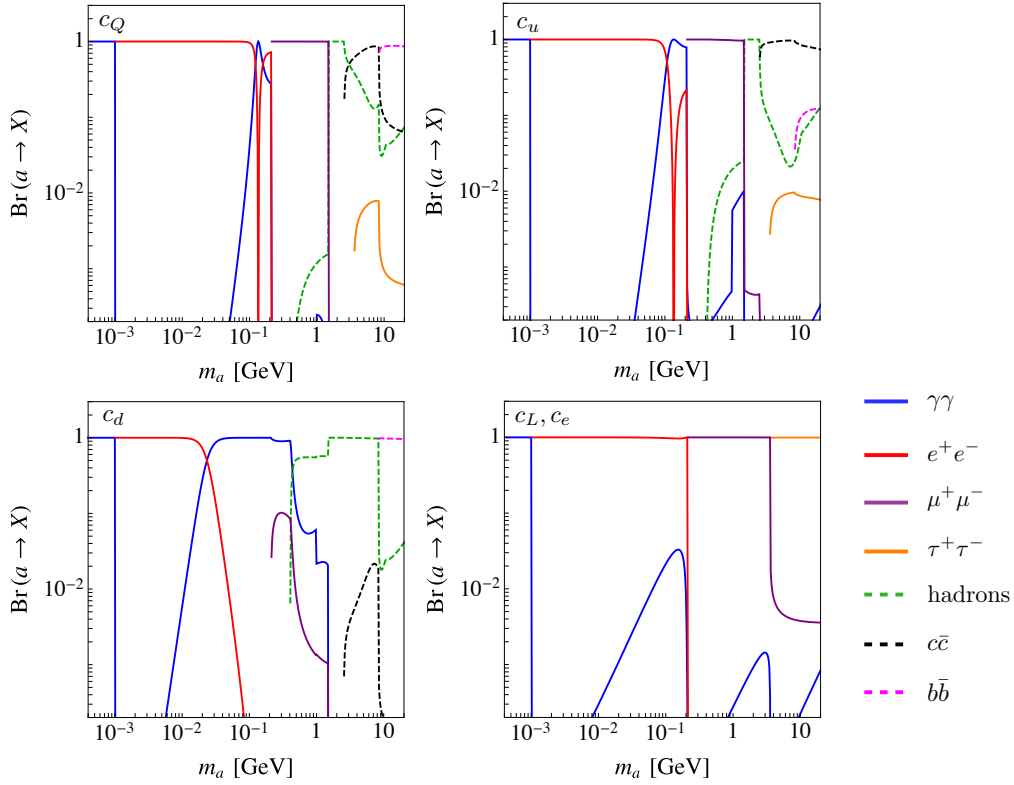 c_Q
Br (a → X)
1
10⁻²
10⁻³ 10⁻² 10⁻¹ 1 10
m_a [GeV]
c_u
Br (a → X)
1
10⁻²
10⁻³ 10⁻² 10⁻¹ 1 10
m_a [GeV]
c_d
Br (a → X)
1
10⁻²
10⁻³ 10⁻² 10⁻¹ 1 10
m_a [GeV]
c_L, c_e
Br (a → X)
1
10⁻²
10⁻³ 10⁻² 10⁻¹ 1 10
m_a [GeV]
γγ
e⁺e⁻
μ⁺μ⁻
τ⁺τ⁻
hadrons
cc̄
bb̄